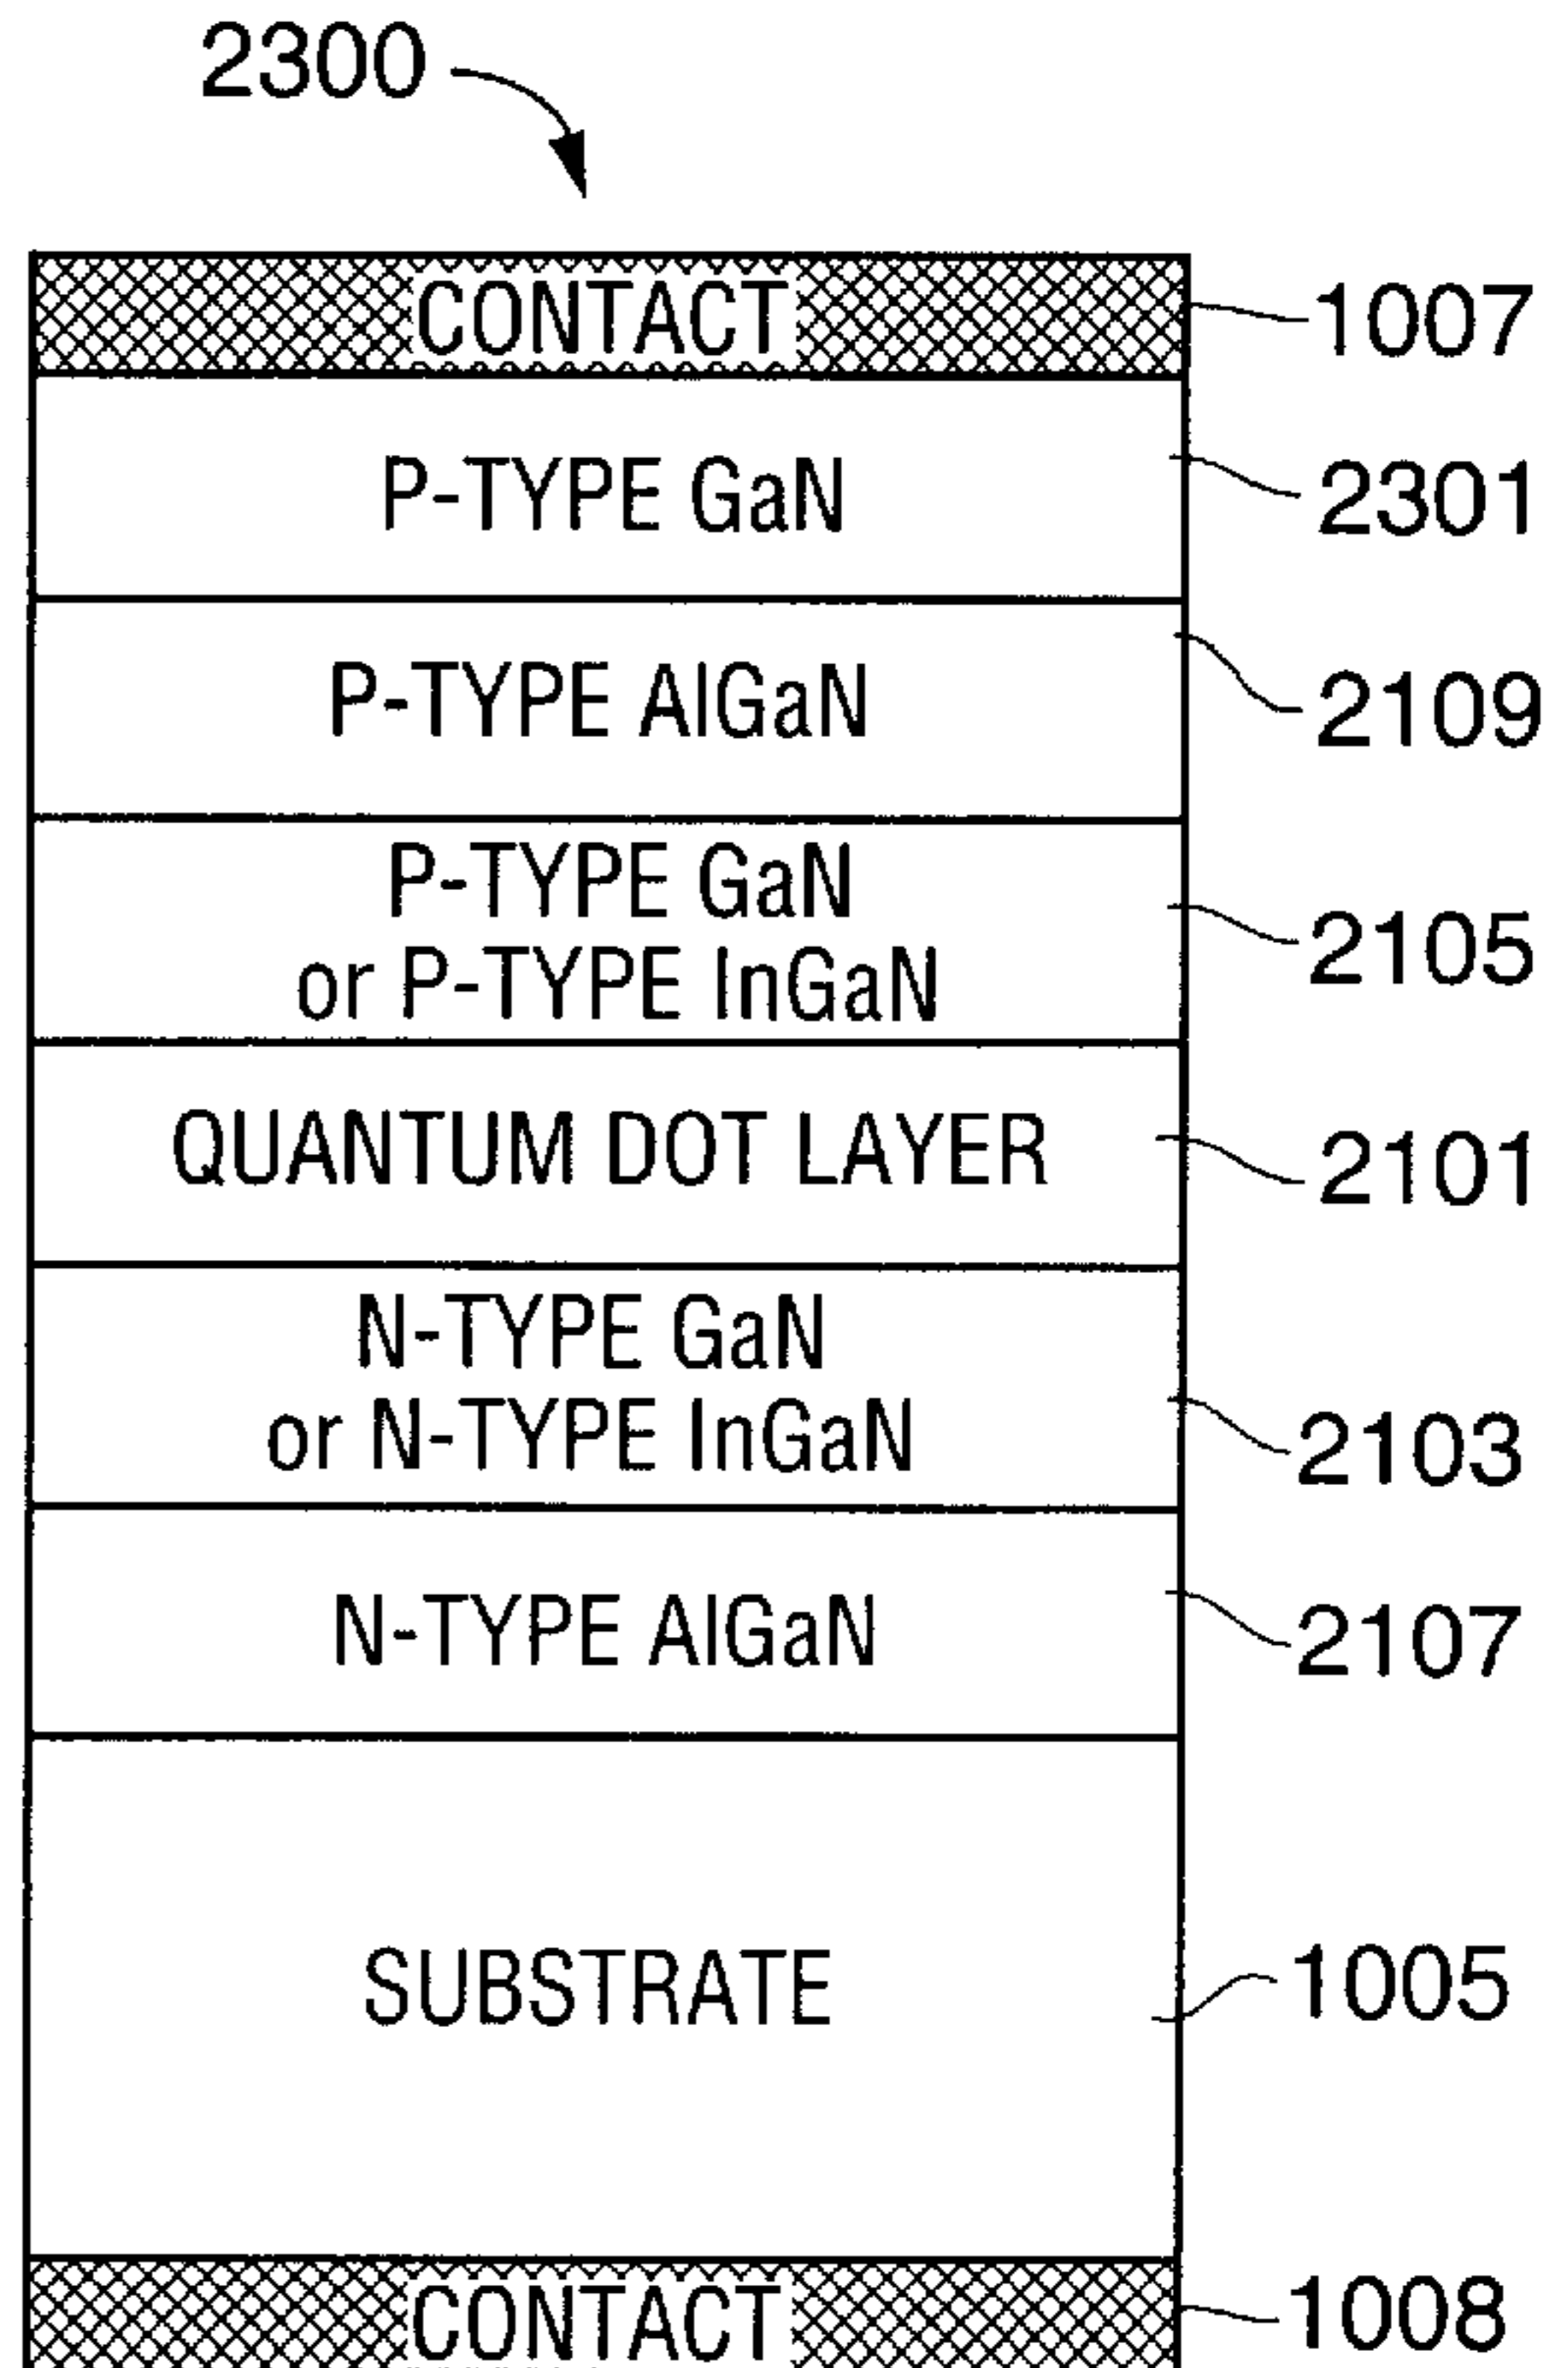 2300
CONTACT 1007
P-TYPE GaN 2301
P-TYPE AlGaN 2109
P-TYPE GaN
or P-TYPE InGaN 2105
QUANTUM DOT LAYER 2101
N-TYPE GaN
or N-TYPE InGaN 2103
N-TYPE AlGaN 2107
SUBSTRATE 1005
CONTACT 1008